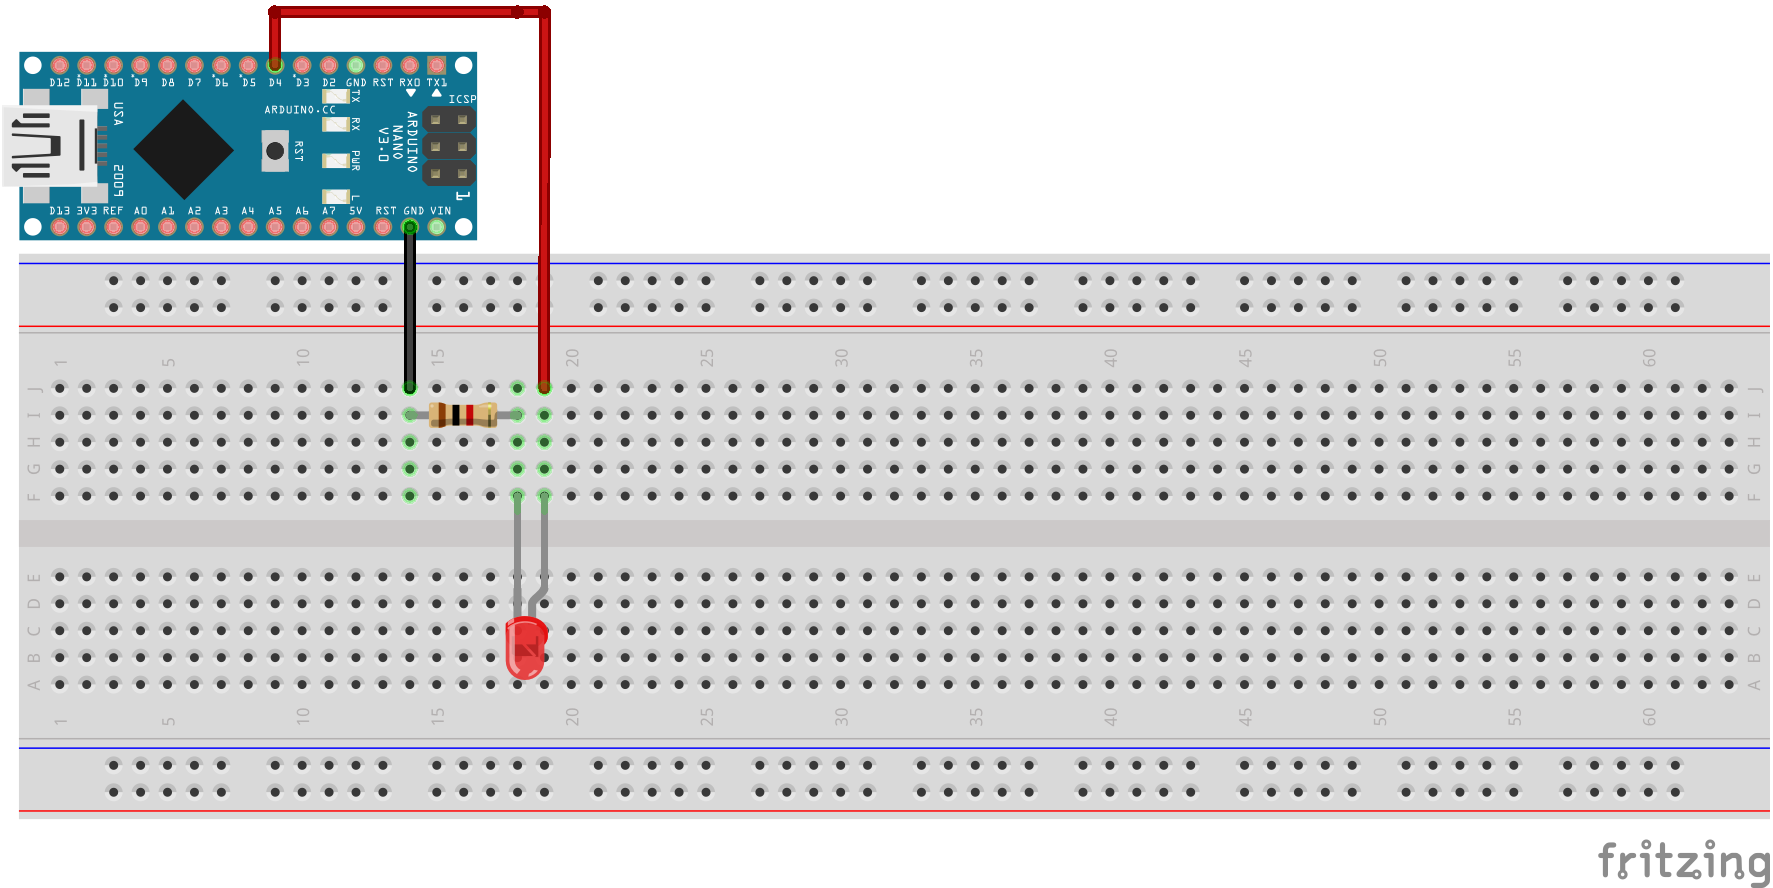 D12 D11 D10 D9 D8 D7 D6 D5 D4 D3 D2 GND RST RX0 TX1
ICSP
ARDUINO.CC
USA
2009
TX
RX
PWR
L
RST
ARDUINO
NANO
V3.0
1
D13 3V3 REF A0 A1 A2 A3 A4 A5 A6 A7 5V RST GND VIN
1 5 10 15 20 25 30 35 40 45 50 55 60
J J
I I
H H
G G
F F
E E
D D
C C
B B
A A
1 5 10 15 20 25 30 35 40 45 50 55 60
fritzing